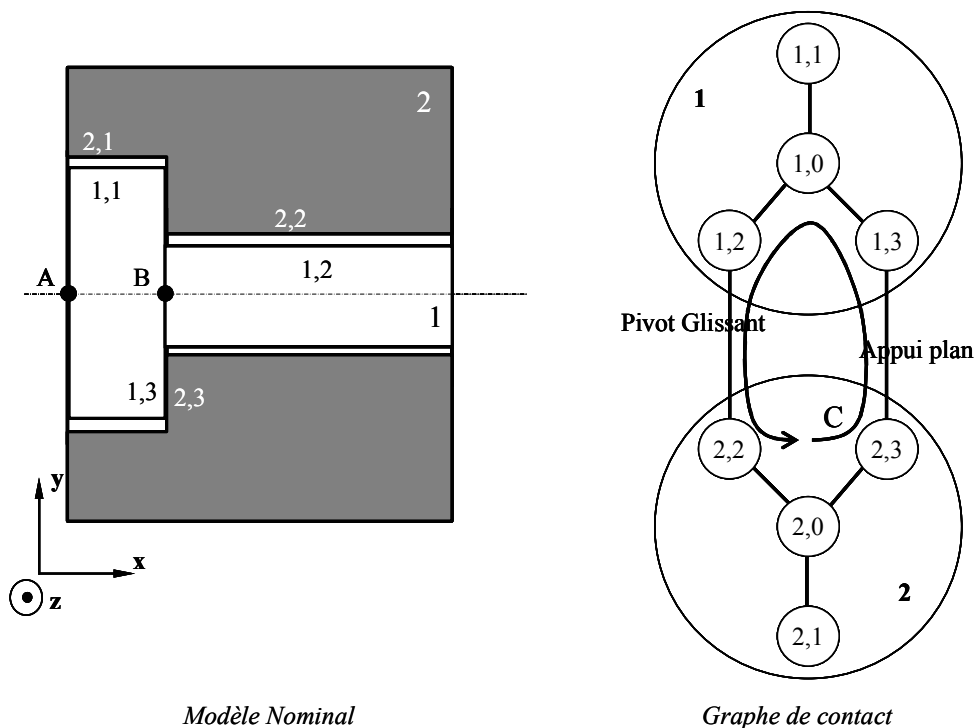 2
2,1
1,1
2,2
A
B
1,2
1
1,3
2,3
y
x
z
Modèle Nominal
1,1
1
1,0
1,2
1,3
Pivot Glissant
Appui plan
C
2,2
2,3
2,0
2
2,1
Graphe de contact